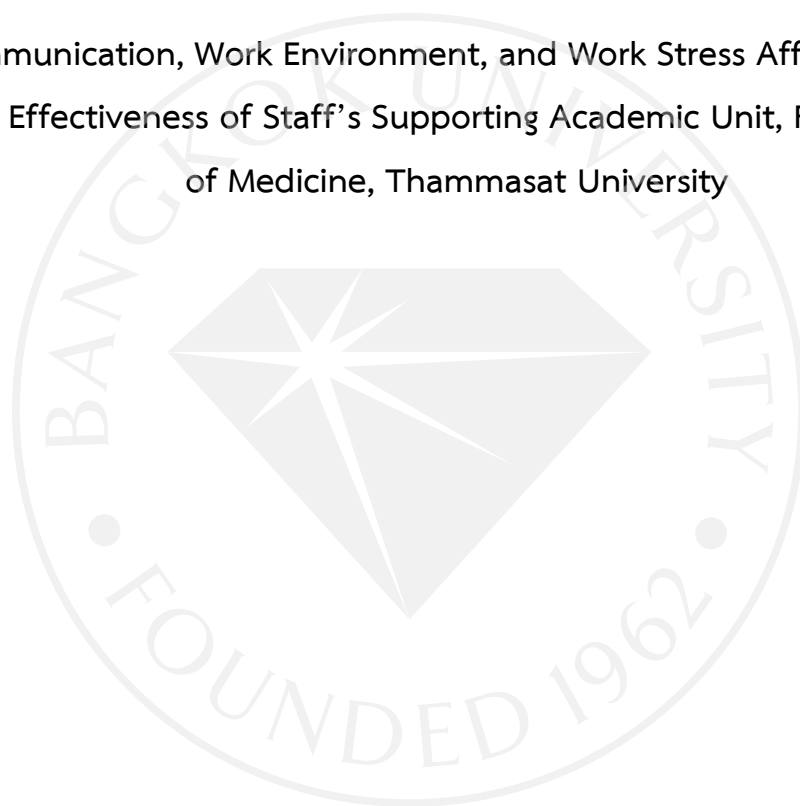 munication, Work Environment, and Work Stress Aff
Effectiveness of Staff’s Supporting Academic Unit, F
of Medicine, Thammasat University
BANGKOK UNIVERSITY
FOUNDED 1962